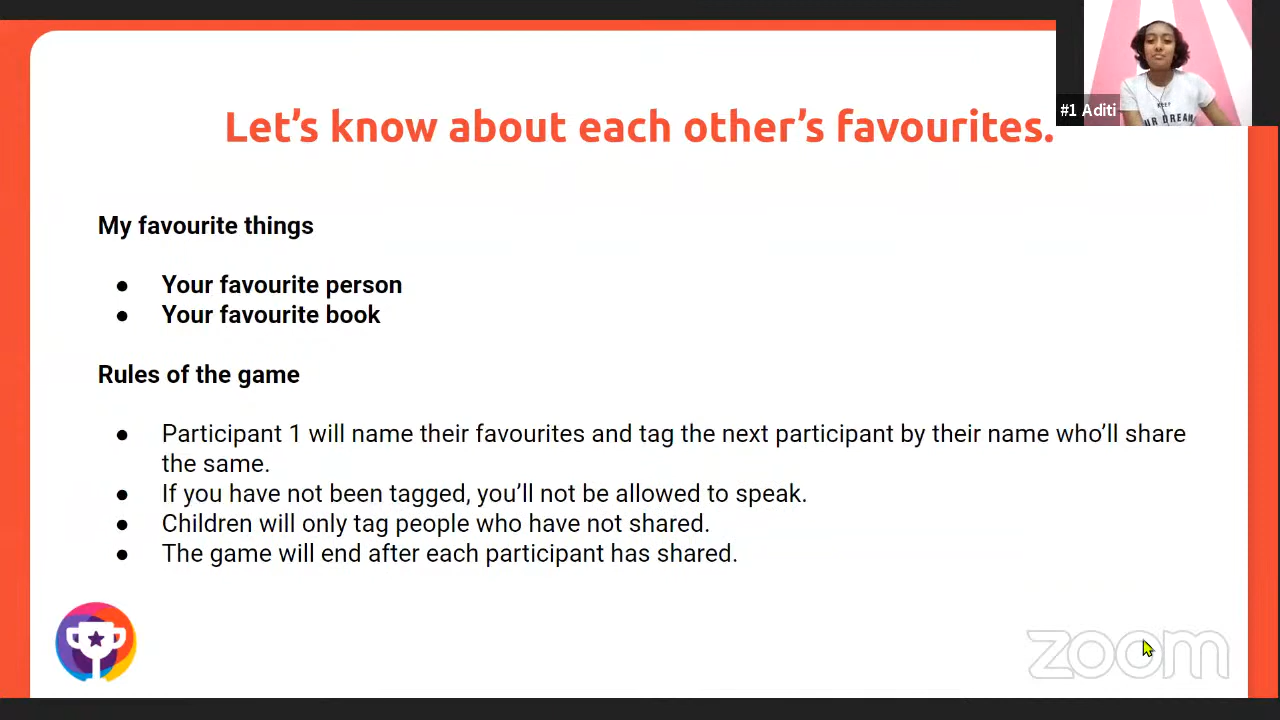 Let's know about each other's favourites.
#1 Aditi
KEEP
UR DREAM
My favourite things
● Your favourite person
● Your favourite book
Rules of the game
● Participant 1 will name their favourites and tag the next participant by their name who'll share
the same.
● If you have not been tagged, you'll not be allowed to speak.
● Children will only tag people who have not shared.
● The game will end after each participant has shared.
zoom